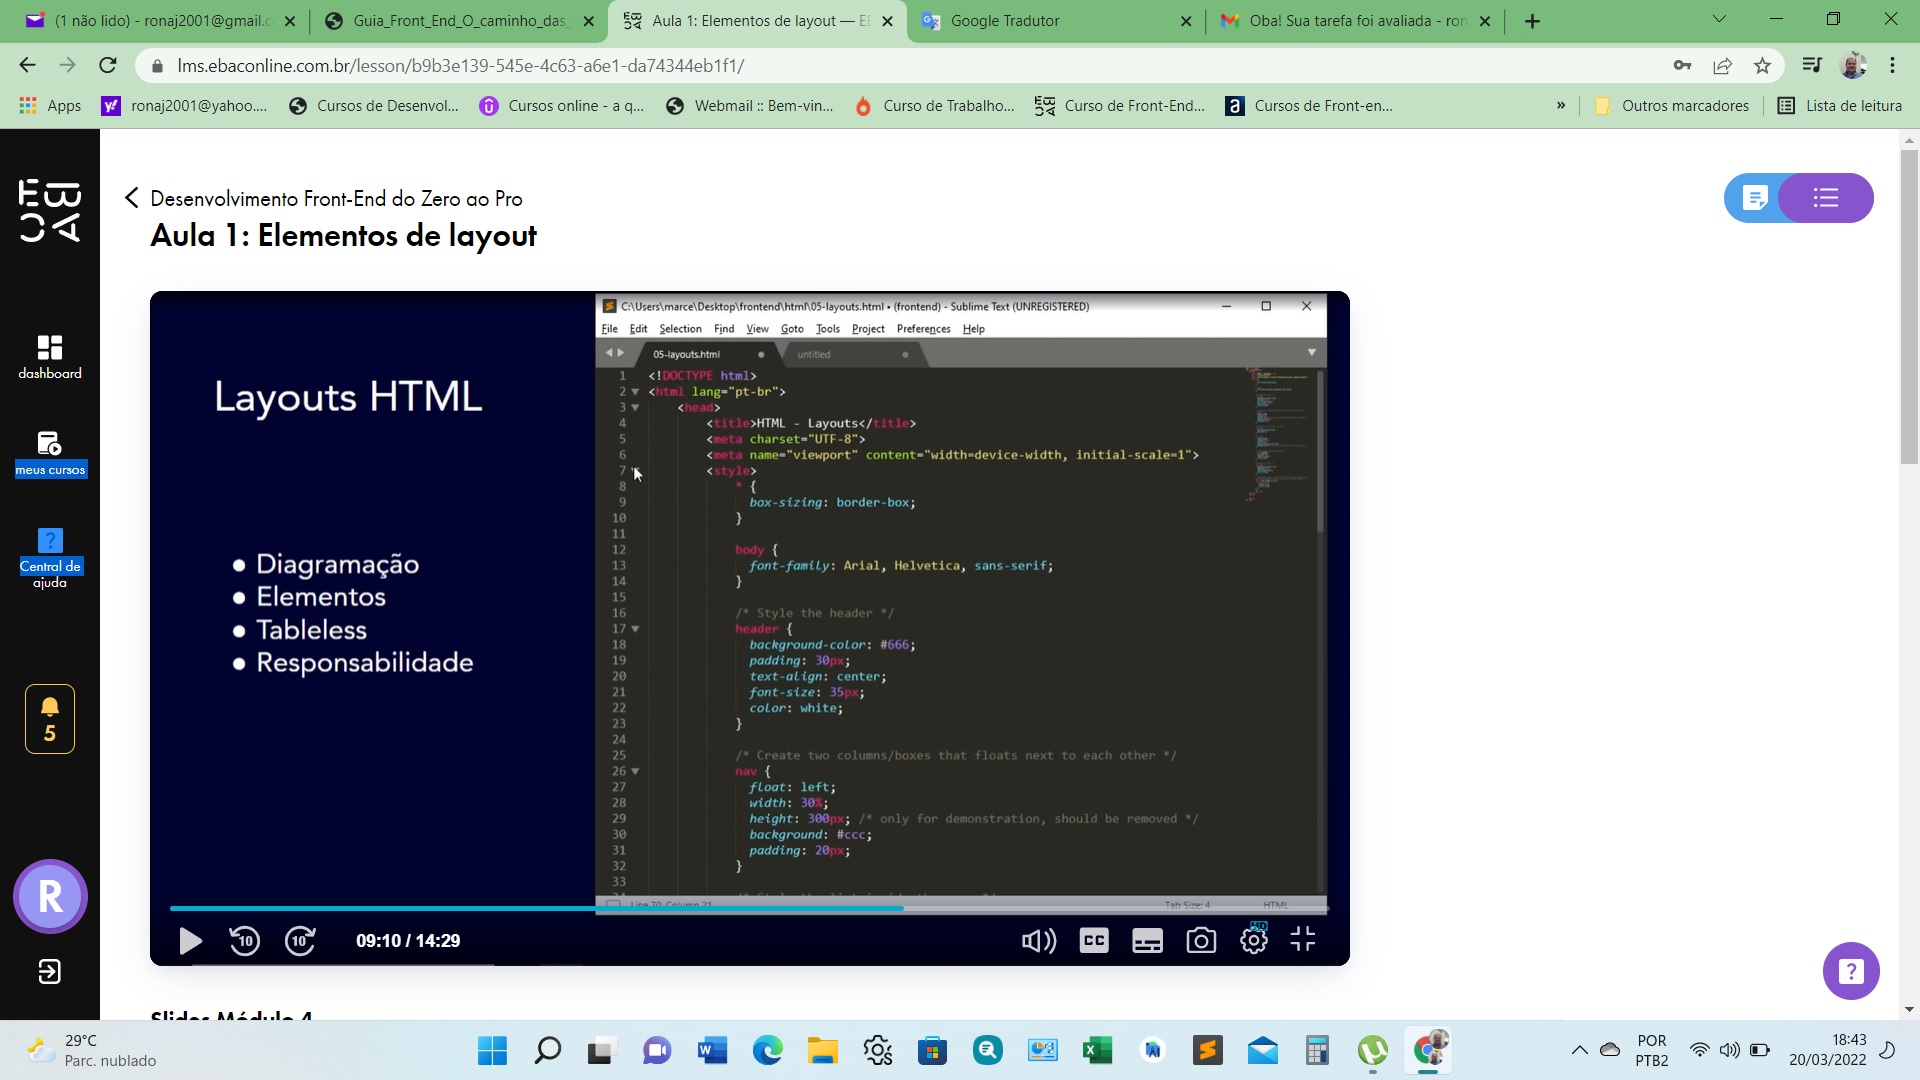 (1 não lido) - ronaj2001@gmail.c
Guia_Front_End_O_caminho_das_
Aula 1: Elementos de layout — EB
Google Tradutor
Oba! Sua tarefa foi avaliada - ron
lms.ebaconline.com.br/lesson/b9b3e139-545e-4c63-a6e1-da74344eb1f1/
Apps
ronaj2001@yahoo....
Cursos de Desenvol...
Cursos online - a q...
Webmail :: Bem-vin...
Curso de Trabalho...
Curso de Front-End...
Cursos de Front-en...
»
Outros marcadores
Lista de leitura
EBAC
Desenvolvimento Front-End do Zero ao Pro
Aula 1: Elementos de layout
dashboard
meus cursos
Central de
ajuda
5
R
Layouts HTML
● Diagramação
● Elementos
● Tableless
● Responsabilidade
C:\Users\marce\Desktop\frontend\html\05-layouts.html • (frontend) - Sublime Text (UNREGISTERED)
File Edit Selection Find View Goto Tools Project Preferences Help
05-layouts.html
untitled
1 <!DOCTYPE html>
2 <html lang="pt-br">
3 <head>
4 <title>HTML - Layouts</title>
5 <meta charset="UTF-8">
6 <meta name="viewport" content="width=device-width, initial-scale=1">
7 <style>
8 * {
9 box-sizing: border-box;
10 }
11
12 body {
13 font-family: Arial, Helvetica, sans-serif;
14 }
15
16 /* Style the header */
17 header {
18 background-color: #666;
19 padding: 30px;
20 text-align: center;
21 font-size: 35px;
22 color: white;
23 }
24
25 /* Create two columns/boxes that floats next to each other */
26 nav {
27 float: left;
28 width: 30%;
29 height: 300px; /* only for demonstration, should be removed */
30 background: #ccc;
31 padding: 20px;
32 }
33
Tab Size: 4
HTML
10
10
09:10 / 14:29
CC
HD
Slides Módulo 4
29°C
Parc. nublado
POR
PTB2
18:43
20/03/2022